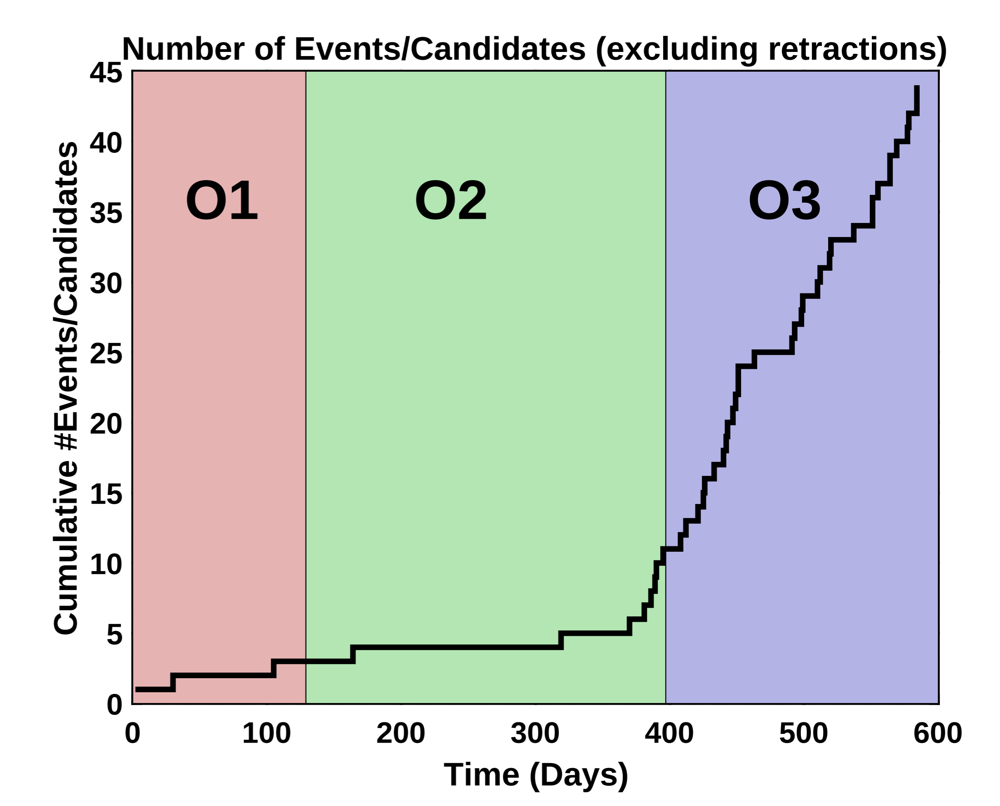 Number of Events/Candidates (excluding retractions)
Cumulative #Events/Candidates
45
40
35
30
25
20
15
10
5
0
O1 O2 O3
0 100 200 300 400 500 600
Time (Days)